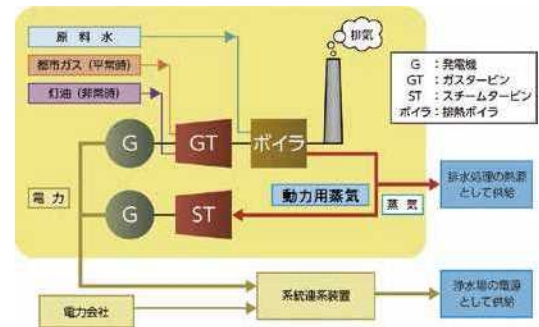 原料水
都市ガス（平常時）
灯油（非常時）
排気
G ：発電機
GT ：ガスタービン
ST ：スチームタービン
ボイラ：排熱ボイラ
G
GT
ボイラ
電力
G
ST
動力用蒸気
蒸気
排水処理の熱源
として供給
系統連系装置
電力会社
浄水場の電源
として供給